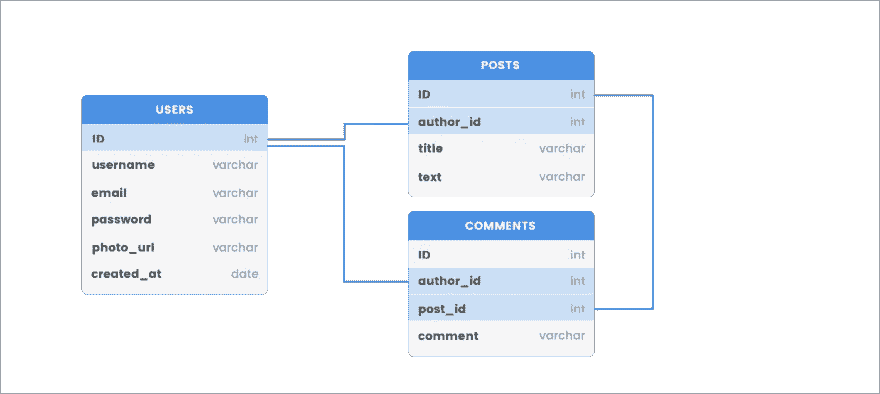 USERS
ID int
username varchar
email varchar
password varchar
photo_url varchar
created_at date
POSTS
ID int
author_id int
title varchar
text varchar
COMMENTS
ID int
author_id int
post_id int
comment varchar